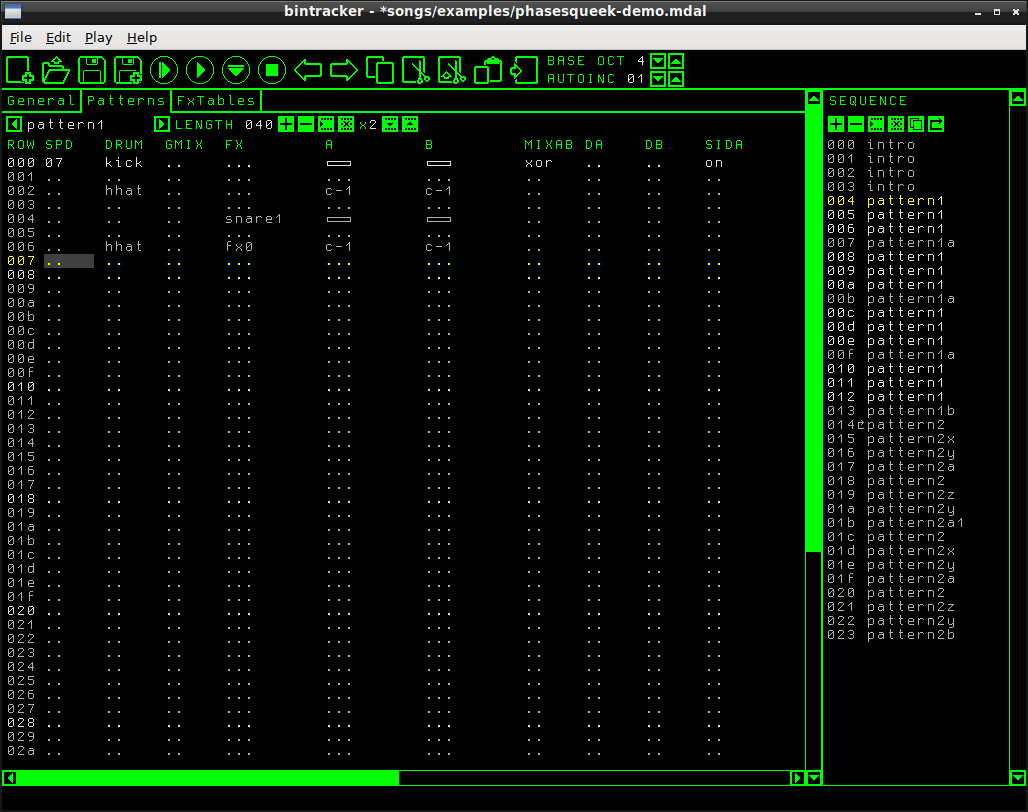 bintracker - *songs/examples/phasesqueek-demo.mdal
File Edit Play Help
BASE OCT 4
AUTOINC 01
General Patterns FxTables
pattern1 LENGTH 040 x2
ROW SPD DRUM GMIX FX A B MIXAB DA DB SIDA
000 07 kick .. ... xor .. .. on
001 .. .. .. ... ... ... .. .. .. ..
002 .. hhat .. ... c-1 c-1 .. .. .. ..
003 .. .. .. ... ... ... .. .. .. ..
004 .. .. .. snare1 .. .. .. ..
005 .. .. .. ... ... ... .. .. .. ..
006 .. hhat .. fx0 c-1 c-1 .. .. .. ..
007 .. .. .. ... ... ... .. .. .. ..
008 .. .. .. ... ... ... .. .. .. ..
009 .. .. .. ... ... ... .. .. .. ..
00a .. .. .. ... ... ... .. .. .. ..
00b .. .. .. ... ... ... .. .. .. ..
00c .. .. .. ... ... ... .. .. .. ..
00d .. .. .. ... ... ... .. .. .. ..
00e .. .. .. ... ... ... .. .. .. ..
00f .. .. .. ... ... ... .. .. .. ..
010 .. .. .. ... ... ... .. .. .. ..
011 .. .. .. ... ... ... .. .. .. ..
012 .. .. .. ... ... ... .. .. .. ..
013 .. .. .. ... ... ... .. .. .. ..
014 .. .. .. ... ... ... .. .. .. ..
015 .. .. .. ... ... ... .. .. .. ..
016 .. .. .. ... ... ... .. .. .. ..
017 .. .. .. ... ... ... .. .. .. ..
018 .. .. .. ... ... ... .. .. .. ..
019 .. .. .. ... ... ... .. .. .. ..
01a .. .. .. ... ... ... .. .. .. ..
01b .. .. .. ... ... ... .. .. .. ..
01c .. .. .. ... ... ... .. .. .. ..
01d .. .. .. ... ... ... .. .. .. ..
01e .. .. .. ... ... ... .. .. .. ..
01f .. .. .. ... ... ... .. .. .. ..
020 .. .. .. ... ... ... .. .. .. ..
021 .. .. .. ... ... ... .. .. .. ..
022 .. .. .. ... ... ... .. .. .. ..
023 .. .. .. ... ... ... .. .. .. ..
024 .. .. .. ... ... ... .. .. .. ..
025 .. .. .. ... ... ... .. .. .. ..
026 .. .. .. ... ... ... .. .. .. ..
027 .. .. .. ... ... ... .. .. .. ..
028 .. .. .. ... ... ... .. .. .. ..
029 .. .. .. ... ... ... .. .. .. ..
02a .. .. .. ... ... ... .. .. .. ..
SEQUENCE
000 intro
001 intro
002 intro
003 intro
004 pattern1
005 pattern1
006 pattern1
007 pattern1a
008 pattern1
009 pattern1
00a pattern1
00b pattern1a
00c pattern1
00d pattern1
00e pattern1
00f pattern1a
010 pattern1
011 pattern1
012 pattern1
013 pattern1b
014 pattern2
015 pattern2x
016 pattern2y
017 pattern2a
018 pattern2
019 pattern2z
01a pattern2y
01b pattern2a1
01c pattern2
01d pattern2x
01e pattern2y
01f pattern2a
020 pattern2
021 pattern2z
022 pattern2y
023 pattern2b